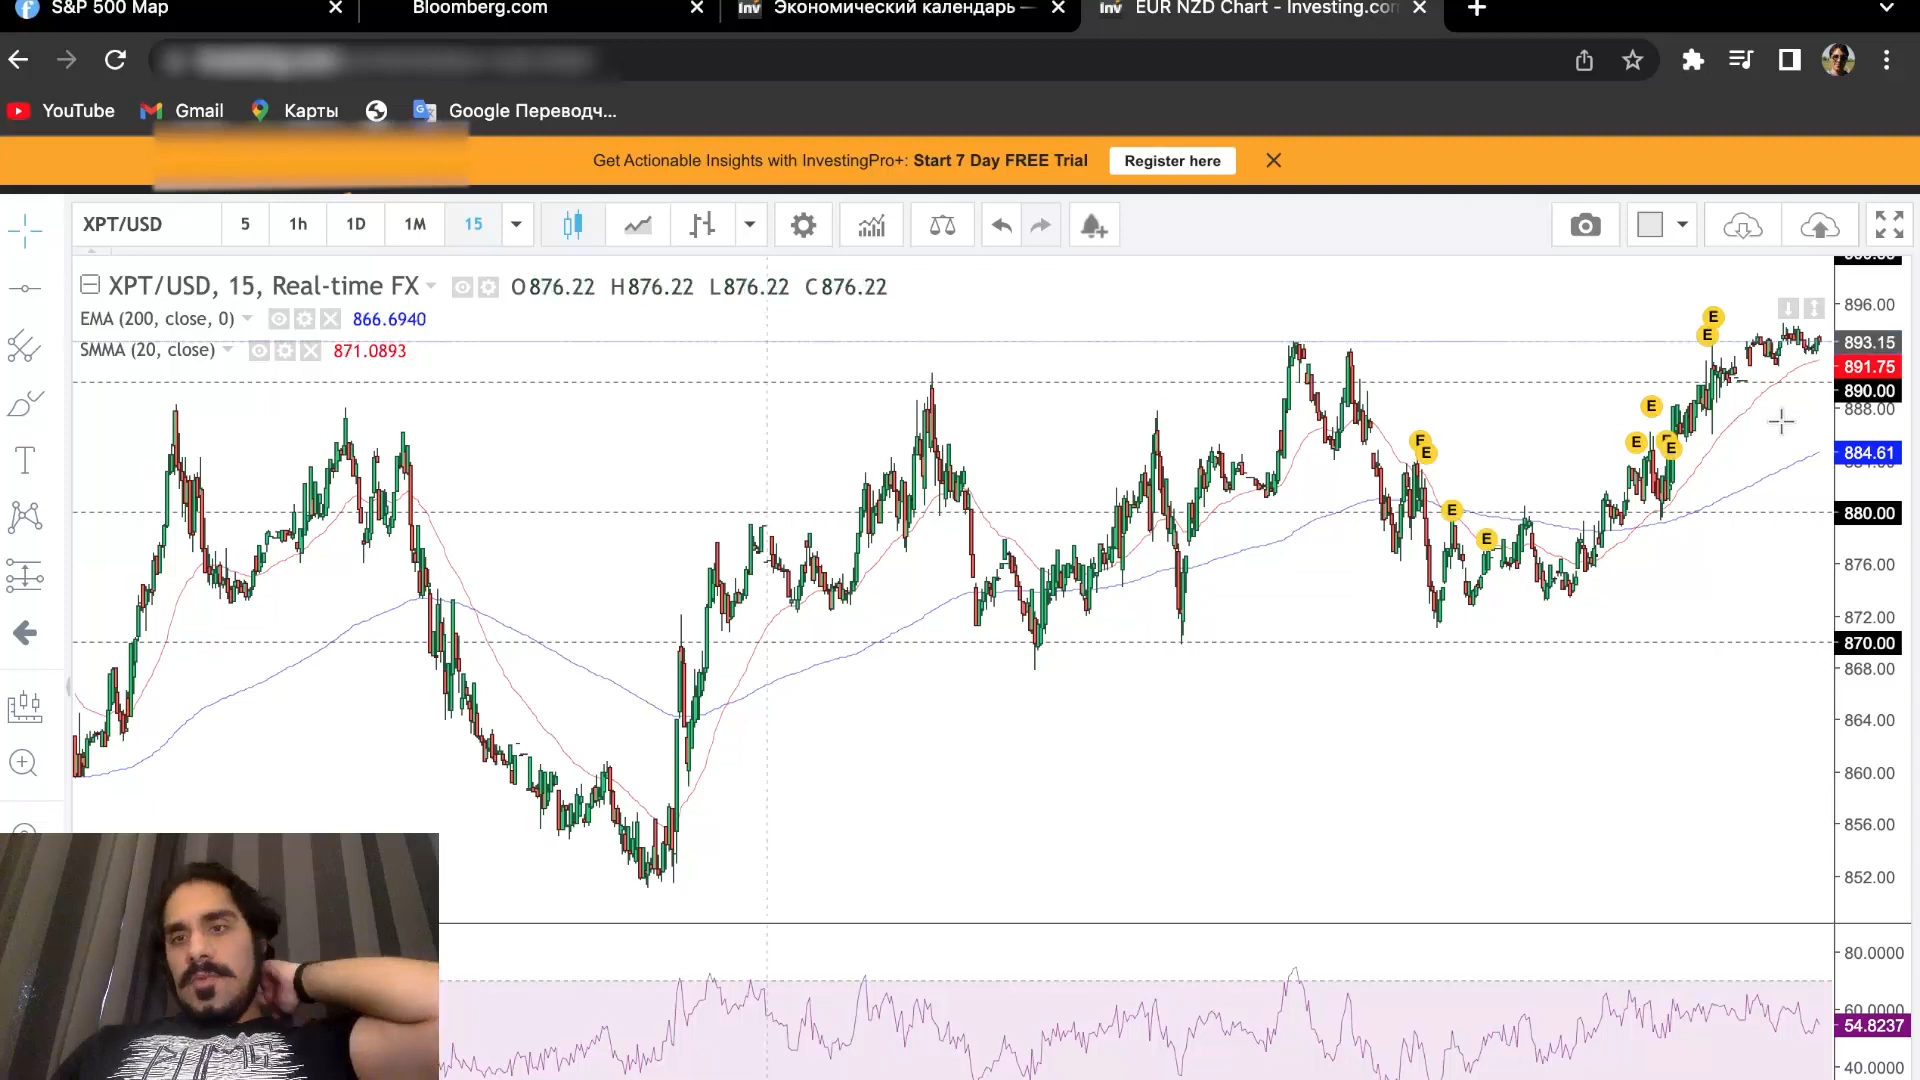 S&P 500 Map
Bloomberg.com
Inv Экономический календарь —
Inv EUR NZD Chart - Investing.com
YouTube
Gmail
Карты
Google Переводч...
Get Actionable Insights with InvestingPro+: Start 7 Day FREE Trial
Register here
XPT/USD
5
1h
1D
1M
15
XPT/USD, 15, Real-time FX
O876.22 H876.22 L876.22 C876.22
EMA (200, close, 0)
866.6940
SMMA (20, close)
871.0893
E
E
E
E
E
E
E
E
E
896.00
893.15
891.75
890.00
888.00
884.61
880.00
876.00
872.00
870.00
868.00
864.00
860.00
856.00
852.00
80.0000
60.0000
54.8237
40.0000